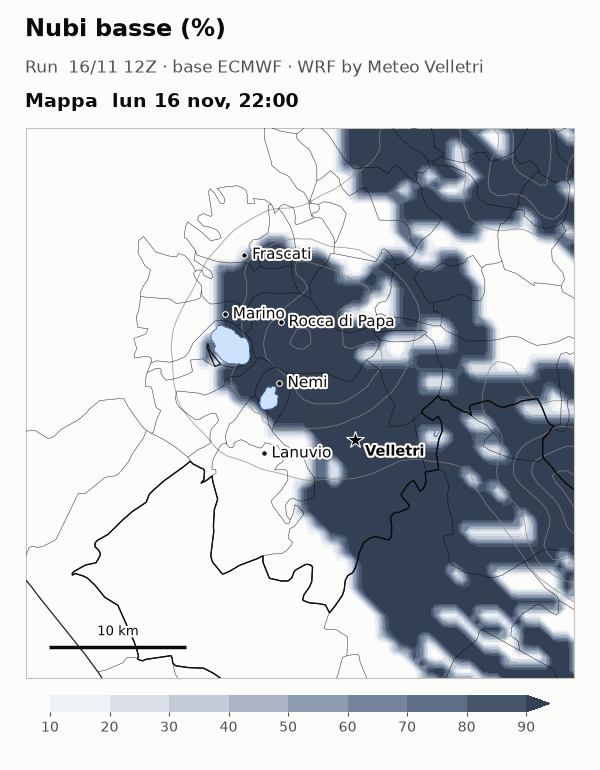 Nubi basse (%)
Run  16/11 12Z · base ECMWF · WRF by Meteo Velletri
Mappa  lun 16 nov, 22:00
Frascati
Marino
Rocca di Papa
Nemi
Velletri
Lanuvio
10 km
10 20 30 40 50 60 70 80 90